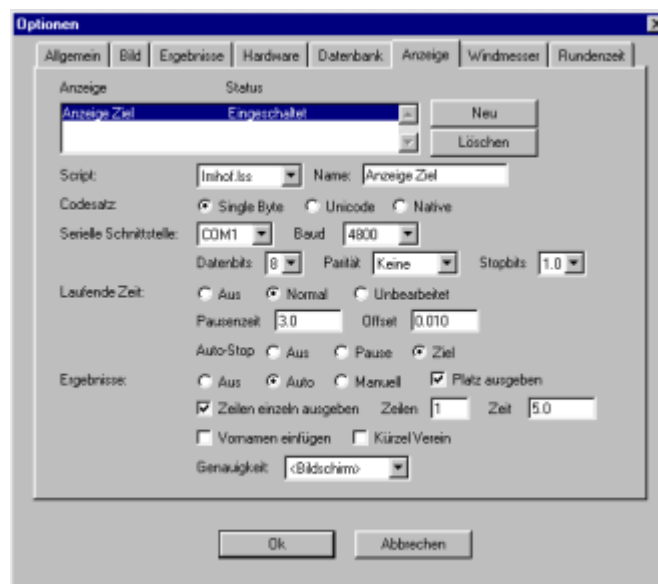 Optionen
Allgemein Bild Ergebnisse Hardware Datenbank Anzeige Windmesser Rundenzeit
Anzeige Status
Anzeige Ziel Eingeschaltet Neu
Löschen
Script: Imhof.lss Name: Anzeige Ziel
Codesatz: Single Byte Unicode Native
Serielle Schnittstelle: COM1 Baud 4800
Datenbits 8 Parität Keine Stopbits 1.0
Laufende Zeit: Aus Normal Unbearbeitet
Pausenzeit 3.0 Offset 0.010
Auto-Stop Aus Pause Ziel
Ergebnisse: Aus Auto Manuell Platz ausgeben
Zeilen einzeln ausgeben Zeilen 1 Zeit 5.0
Vornamen einfügen Kürzel Verein
Genauigkeit <Bildschirm>
Ok Abbrechen